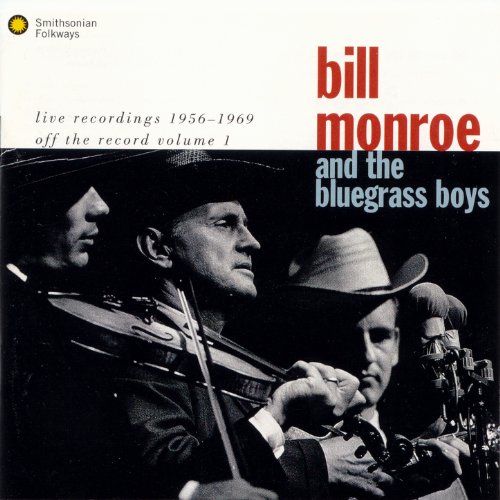 Smithsonian
Folkways
live recordings 1956–1969
off the record volume 1
bill
monroe
and the
bluegrass boys